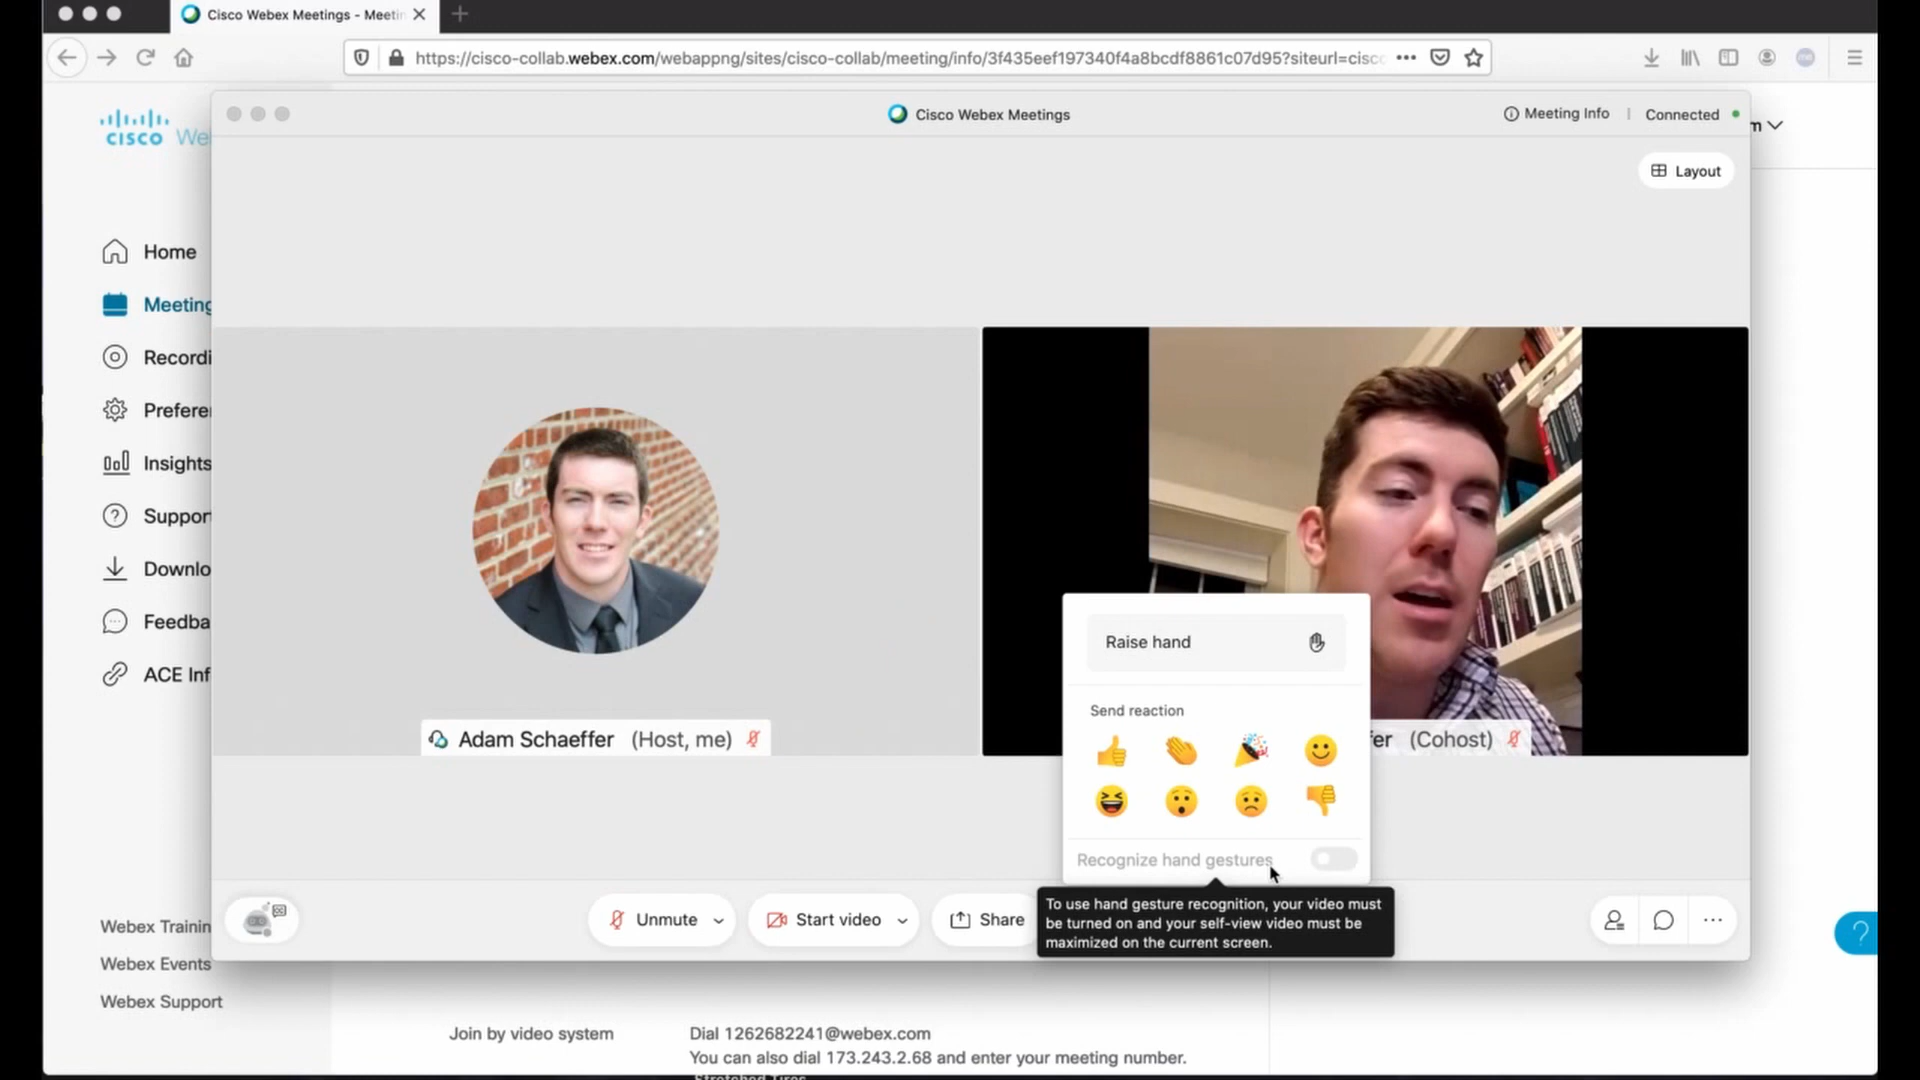 Cisco Webex Meetings - Meetin
https://cisco-collab.webex.com/webappng/sites/cisco-collab/meeting/info/3f435eef197340f4a8bcdf8861c07d95?siteurl=cisco
CISCO We
Cisco Webex Meetings
Meeting Info
Connected
m
Layout
Home
Meeting
Recordi
Prefere
Insights
Support
Downlo
Feedba
ACE Inf
Adam Schaeffer (Host, me)
fer (Cohost)
Raise hand
Send reaction
Recognize hand gestures
To use hand gesture recognition, your video must
be turned on and your self-view video must be
maximized on the current screen.
Unmute
Start video
Share
Webex Trainin
Webex Events
Webex Support
Join by video system
Dial 1262682241@webex.com
You can also dial 173.243.2.68 and enter your meeting number.